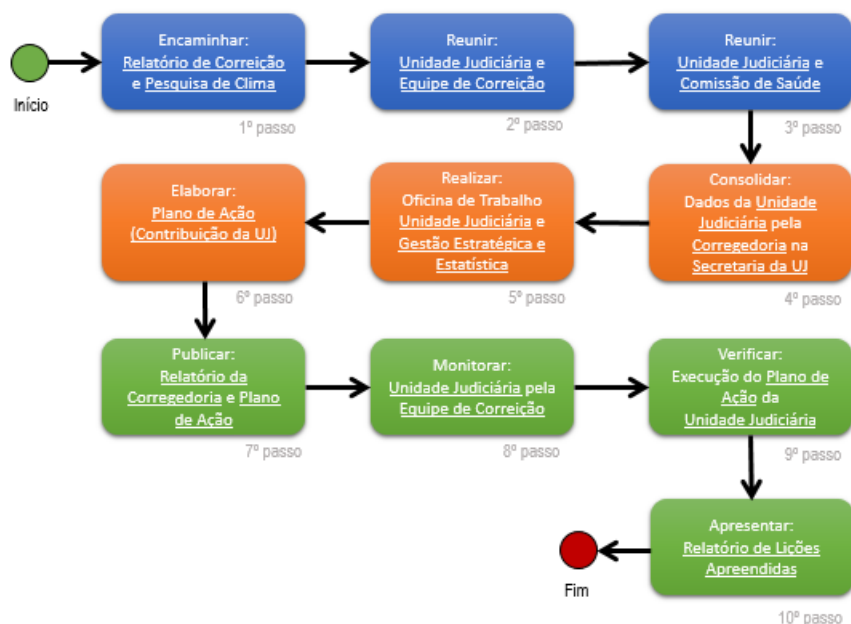 Início
Encaminhar:
Relatório de Correição
e Pesquisa de Clima
1º passo
Reunir:
Unidade Judiciária e
Equipe de Correição
2º passo
Reunir:
Unidade Judiciária e
Comissão de Saúde
3º passo
Consolidar:
Dados da Unidade
Judiciária pela
Corregedoria na
Secretaria da UJ
4º passo
Realizar:
Oficina de Trabalho
Unidade Judiciária e
Gestão Estratégica e
Estatística
5º passo
Elaborar:
Plano de Ação
(Contribuição da UJ)
6º passo
Publicar:
Relatório da
Corregedoria e Plano
de Ação
7º passo
Monitorar:
Unidade Judiciária pela
Equipe de Correição
8º passo
Verificar:
Execução do Plano de
Ação da
Unidade Judiciária
9º passo
Apresentar:
Relatório de Lições
Apreendidas
10º passo
Fim